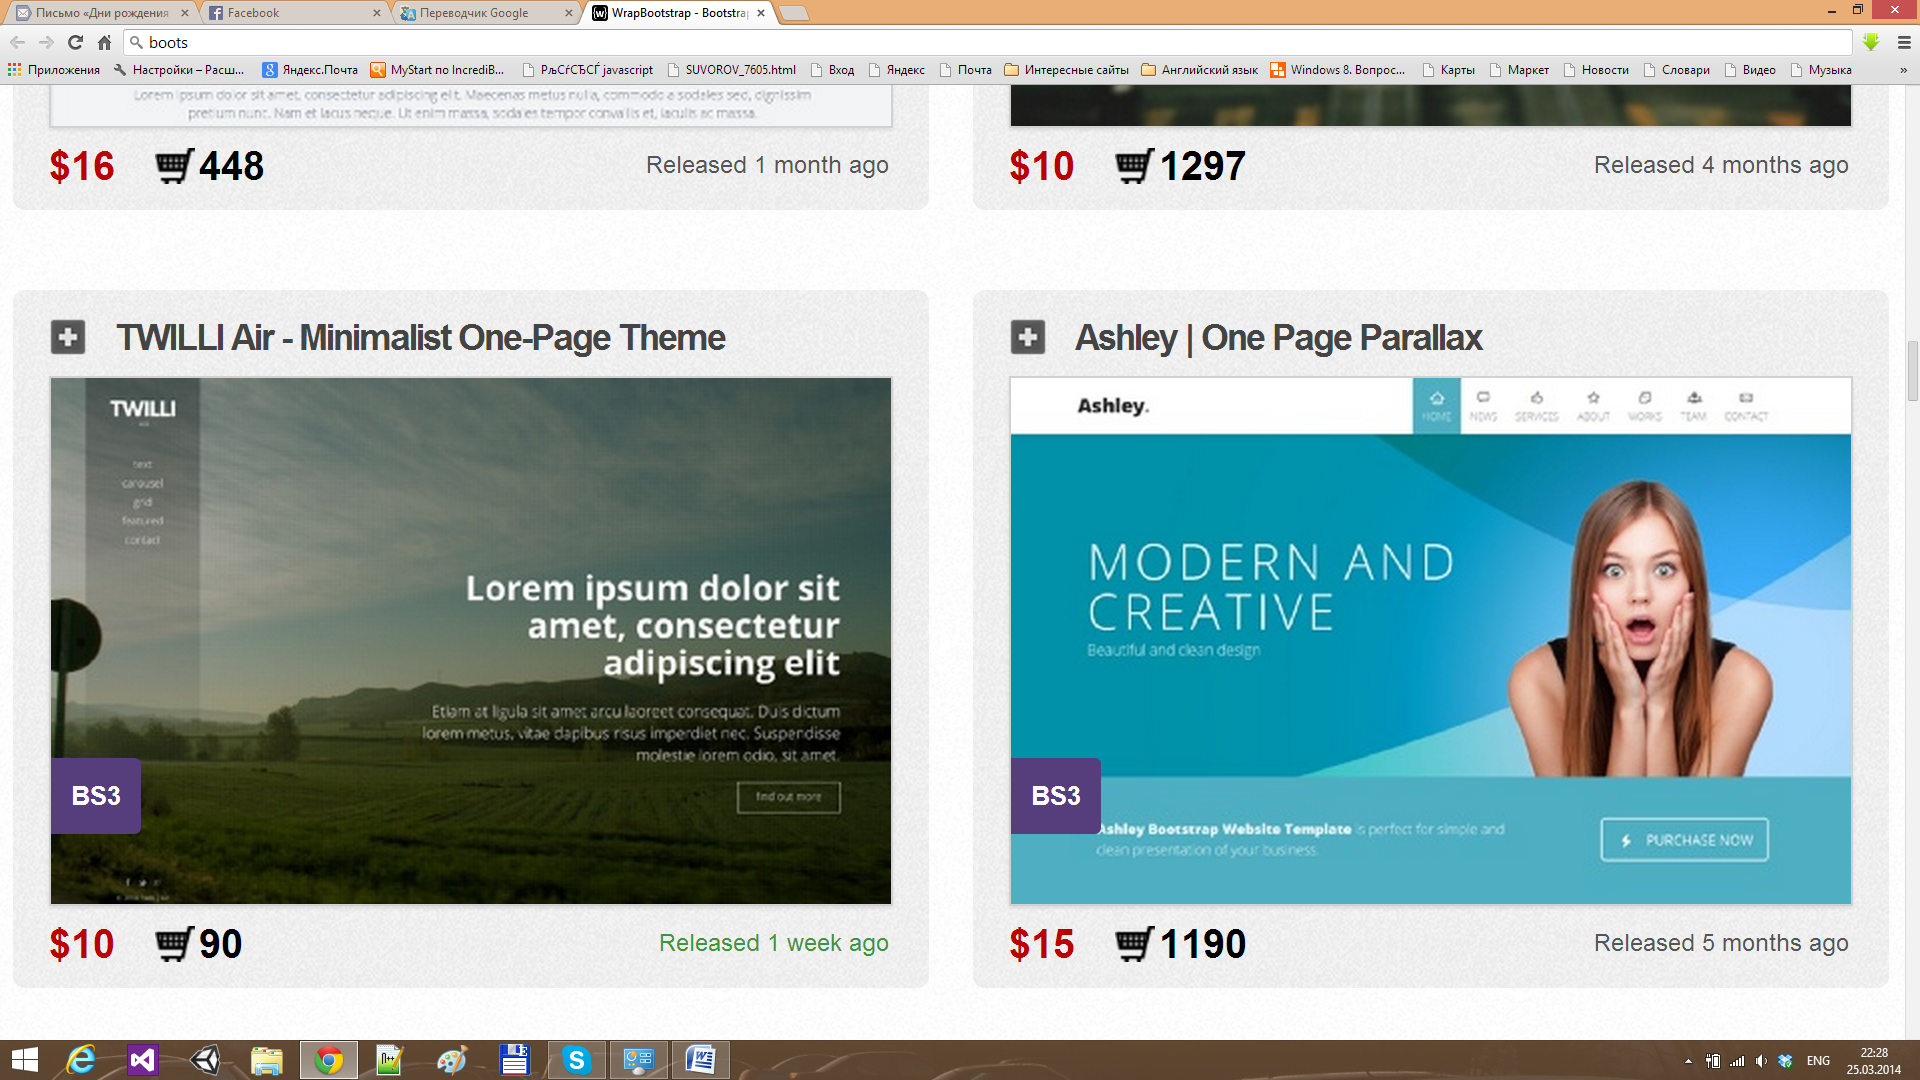 Письмо «Дни рождения
Facebook
Переводчик Google
WrapBootstrap - Bootstrap
boots
Приложения
Настройки – Расш...
Яндекс.Почта
MyStart по IncrediB...
РљСѓСЂСЃ javascript
SUVOROV_7605.html
Вход
Яндекс
Почта
Интересные сайты
Английский язык
Windows 8. Вопрос...
Карты
Маркет
Новости
Словари
Видео
Музыка
»
Lorem ipsum dolor sit amet, consectetur adipiscing elit. Maecenas metus nulla, commodo a sodales sed, dignissim
pretium nunc. Nam et lacus neque. Ut enim massa, sodales tempor convallis et, iaculis ac massa.
$16
448
Released 1 month ago
$10
1297
Released 4 months ago
TWILLI Air - Minimalist One-Page Theme
TWILLI
text
carousel
grid
featured
contact
Lorem ipsum dolor sit
amet, consectetur
adipiscing elit
Etiam at ligula sit amet arcu laoreet consequat. Duis dictum
lorem metus, vitae dapibus risus imperdiet nec. Suspendisse
molestie lorem odio, sit amet.
find out more
BS3
$10
90
Released 1 week ago
Ashley | One Page Parallax
Ashley.
HOME
NEWS
SERVICES
ABOUT
WORKS
TEAM
CONTACT
MODERN AND
CREATIVE
Beautiful and clean design
BS3
Ashley Bootstrap Website Template is perfect for simple and
clean presentation of your business.
PURCHASE NOW
$15
1190
Released 5 months ago
ENG
22:28
25.03.2014